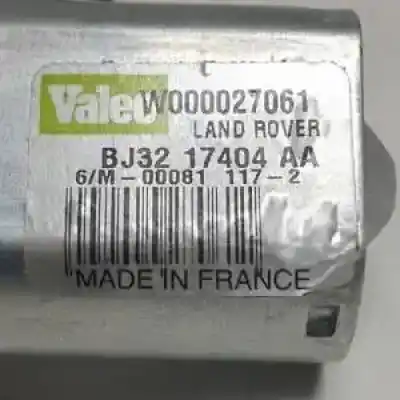 Valeo W000027061
LAND ROVER
BJ32 17404 AA
6/M-00081 117-2
MADE IN FRANCE